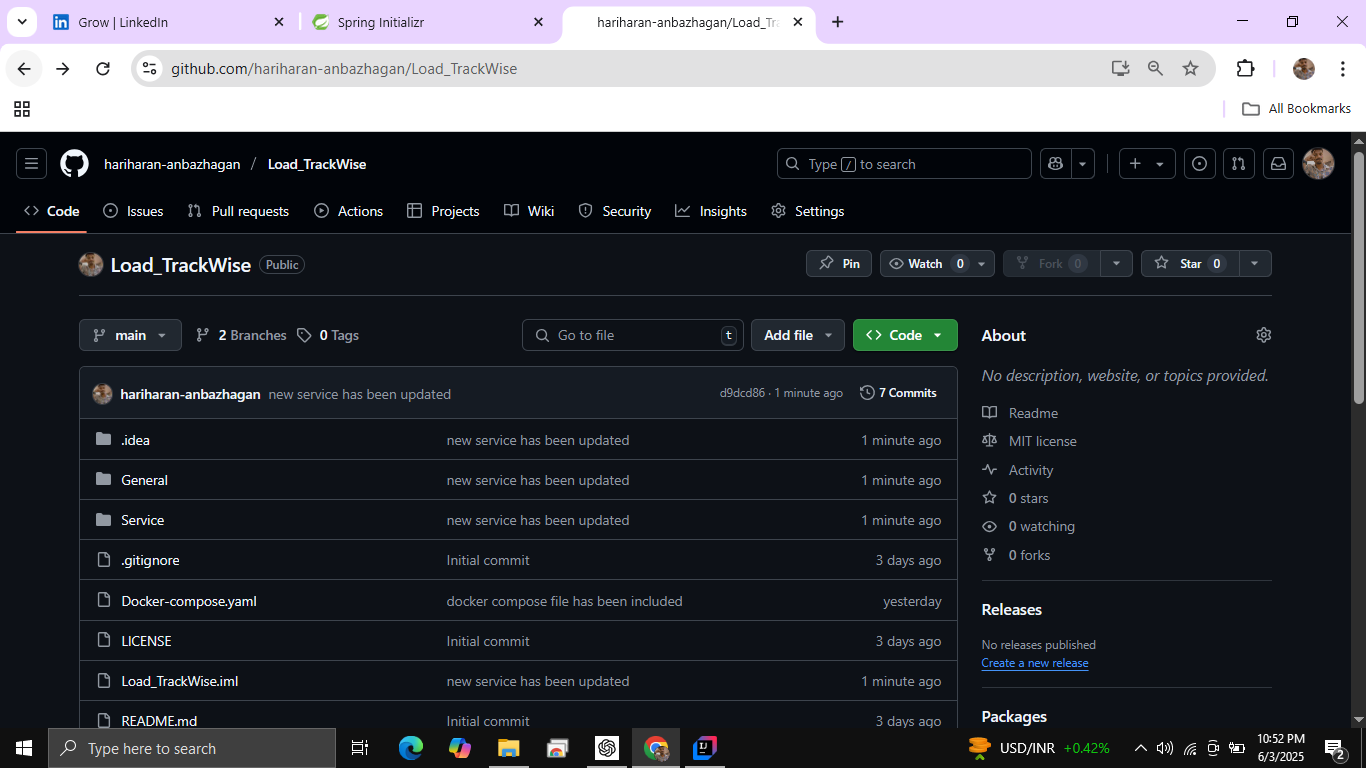 Grow | LinkedIn
Spring Initializr
hariharan-anbazhagan/Load_Tra
github.com/hariharan-anbazhagan/Load_TrackWise
All Bookmarks
hariharan-anbazhagan / Load_TrackWise
Type / to search
Code Issues Pull requests Actions Projects Wiki Security Insights Settings
Load_TrackWise Public
Pin Watch 0 Fork 0 Star 0
main 2 Branches 0 Tags Go to file t Add file Code
hariharan-anbazhagan new service has been updated d9dcd86 · 1 minute ago 7 Commits
.idea new service has been updated 1 minute ago
General new service has been updated 1 minute ago
Service new service has been updated 1 minute ago
.gitignore Initial commit 3 days ago
Docker-compose.yaml docker compose file has been included yesterday
LICENSE Initial commit 3 days ago
Load_TrackWise.iml new service has been updated 1 minute ago
README.md Initial commit 3 days ago
About
No description, website, or topics provided.
Readme
MIT license
Activity
0 stars
0 watching
0 forks
Releases
No releases published
Create a new release
Packages
Type here to search
USD/INR +0.42%
10:52 PM
6/3/2025
2